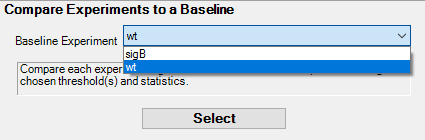 Compare Experiments to a Baseline
Baseline Experiment wt
sigB
wt
Compare each exper
chosen threshold(s) and statistics.
Select